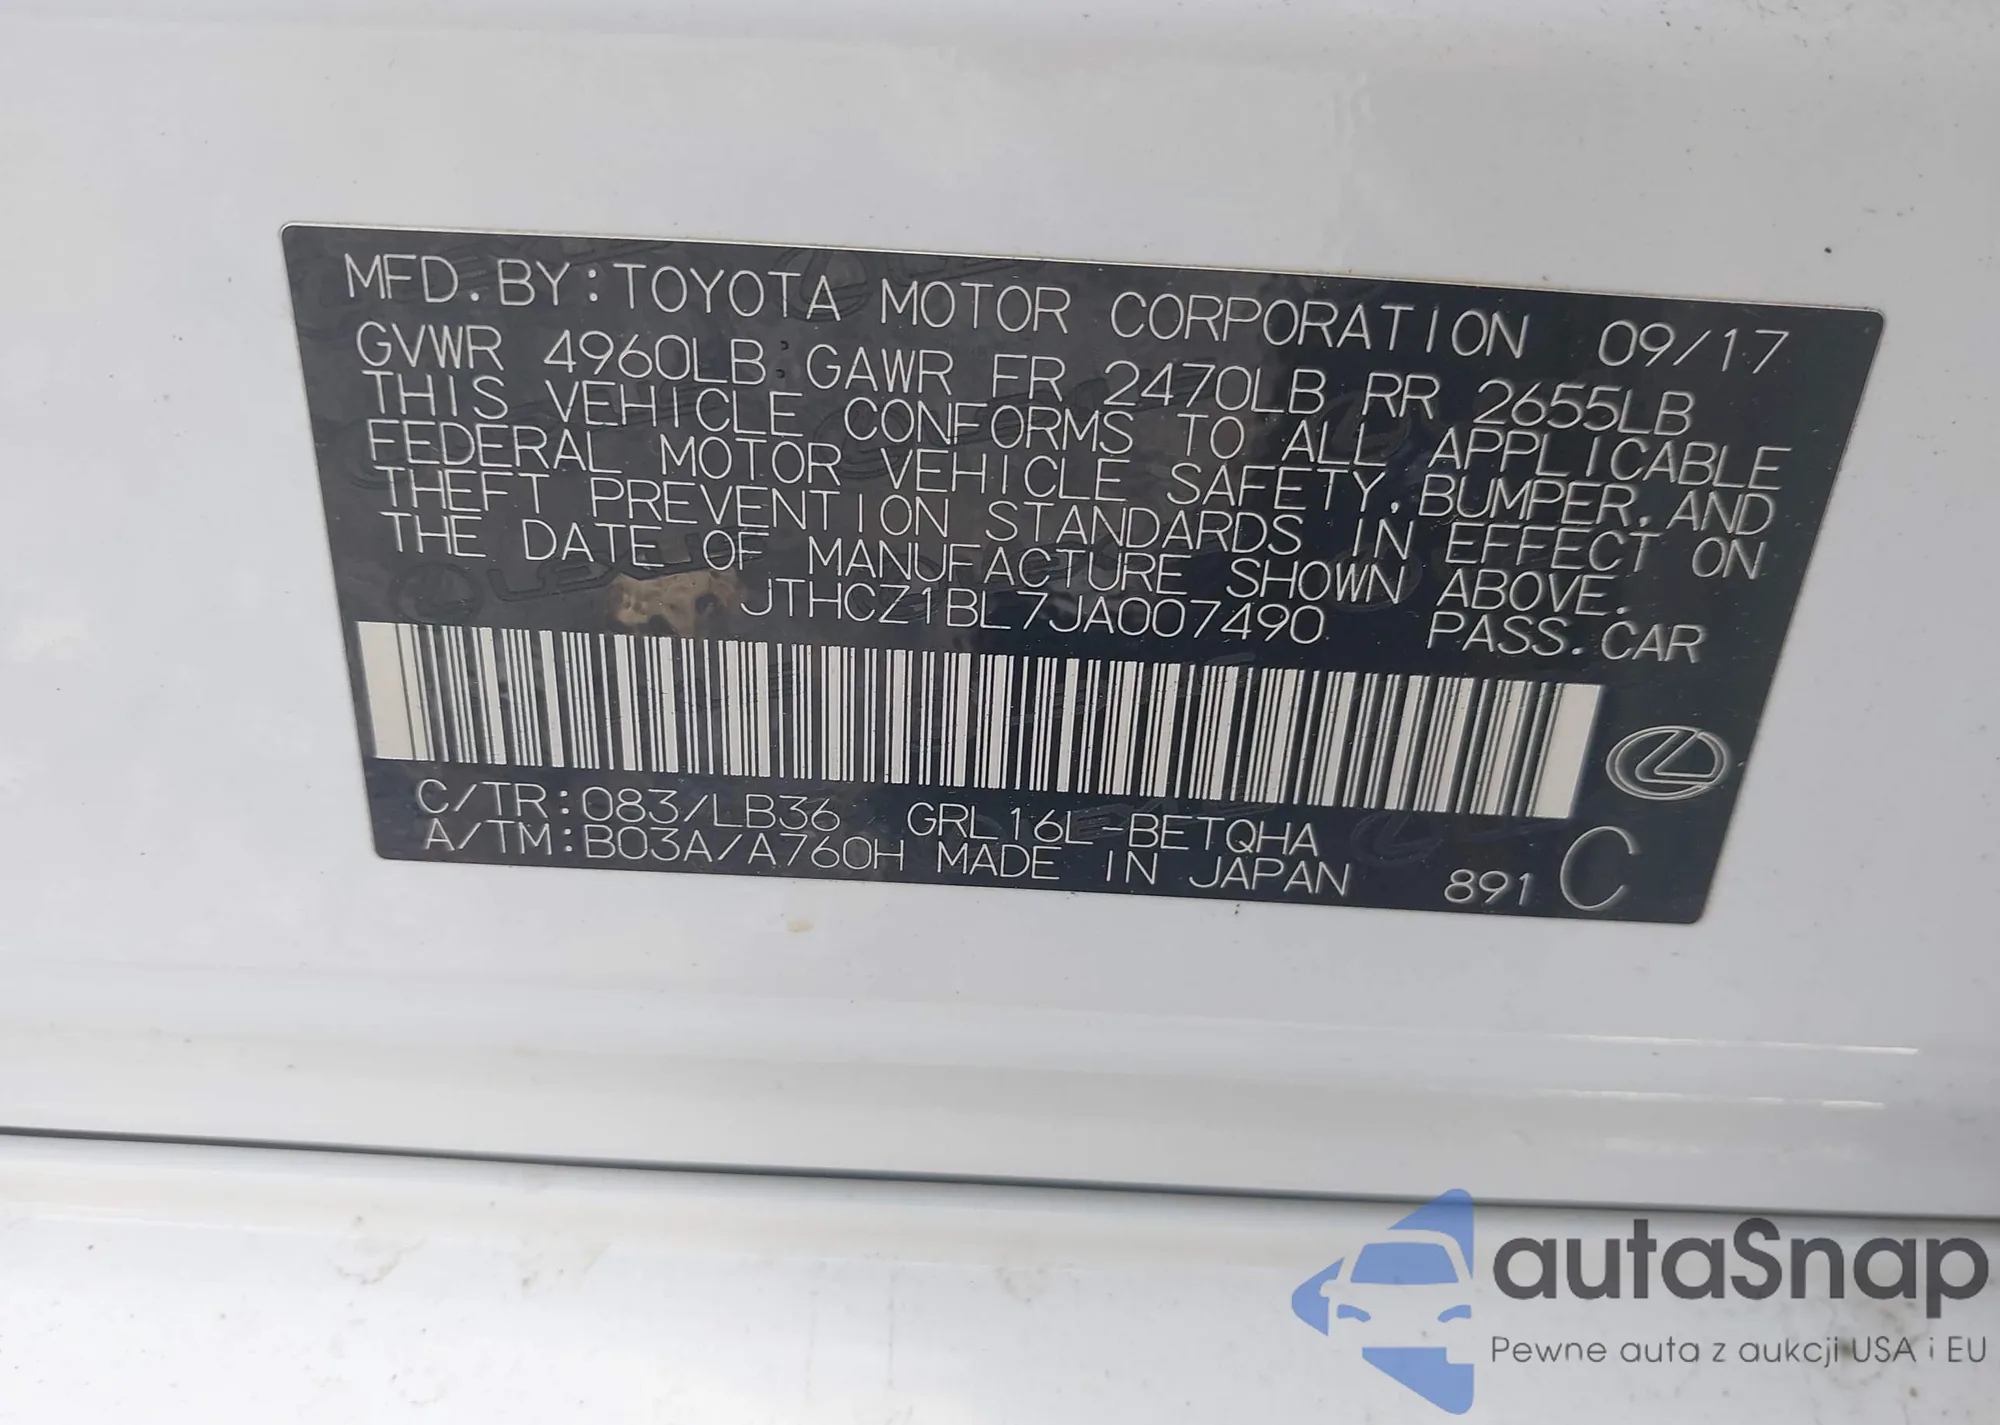 MFD.BY:TOYOTA MOTOR CORPORATION 09/17
GVWR 4960LB GAWR FR 2470LB RR 2655LB
THIS VEHICLE CONFORMS TO ALL APPLICABLE
FEDERAL MOTOR VEHICLE SAFETY, BUMPER, AND
THEFT PREVENTION STANDARDS IN EFFECT ON
THE DATE OF MANUFACTURE SHOWN ABOVE.
JTHCZ1BL7JA007490 PASS.CAR
C/TR:083/LB36 GRL16L-BETQHA
A/TM:B03A/A760H MADE IN JAPAN 891 C
autoSnap
Pewne auta z aukcji USA i EU